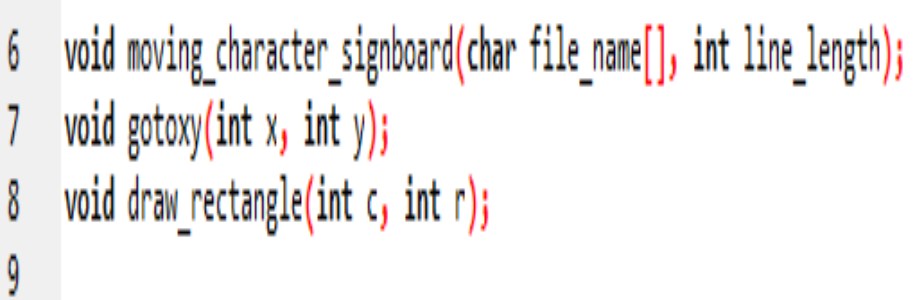 6 void moving_character_signboard(char file_name[], int line_length);
7 void gotoxy(int x, int y);
8 void draw_rectangle(int c, int r);
9